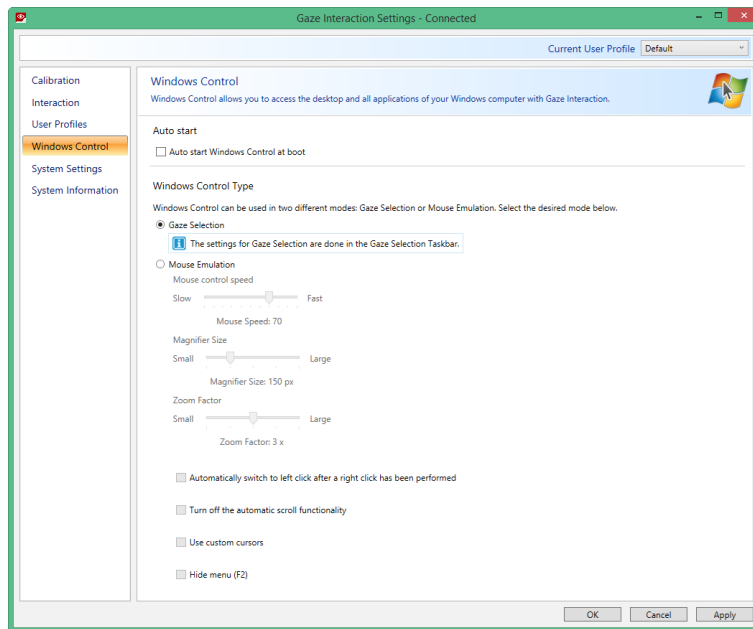 Gaze Interaction Settings - Connected
Current User Profile Default
Calibration
Interaction
User Profiles
Windows Control
System Settings
System Information
Windows Control
Windows Control allows you to access the desktop and all applications of your Windows computer with Gaze Interaction.
Auto start
Auto start Windows Control at boot
Windows Control Type
Windows Control can be used in two different modes: Gaze Selection or Mouse Emulation. Select the desired mode below.
Gaze Selection
The settings for Gaze Selection are done in the Gaze Selection Taskbar.
Mouse Emulation
Mouse control speed
Slow Fast
Mouse Speed: 70
Magnifier Size
Small Large
Magnifier Size: 150 px
Zoom Factor
Small Large
Zoom Factor: 3 x
Automatically switch to left click after a right click has been performed
Turn off the automatic scroll functionality
Use custom cursors
Hide menu (F2)
OK Cancel Apply